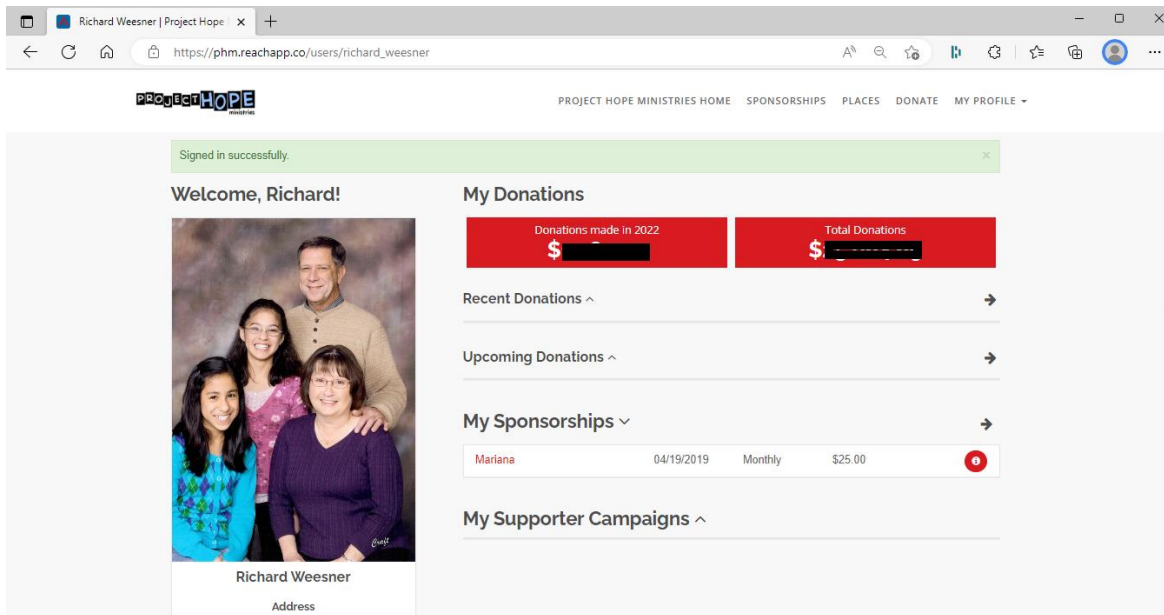 Richard Weesner | Project Hope
https://phm.reachapp.co/users/richard_weesner
PROJECT HOPE
ministries
PROJECT HOPE MINISTRIES HOME SPONSORSHIPS PLACES DONATE MY PROFILE
Signed in successfully.
Welcome, Richard!
Craft
Richard Weesner
Address
My Donations
Donations made in 2022
$
Total Donations
$
Recent Donations
Upcoming Donations
My Sponsorships
Mariana 04/19/2019 Monthly $25.00
My Supporter Campaigns